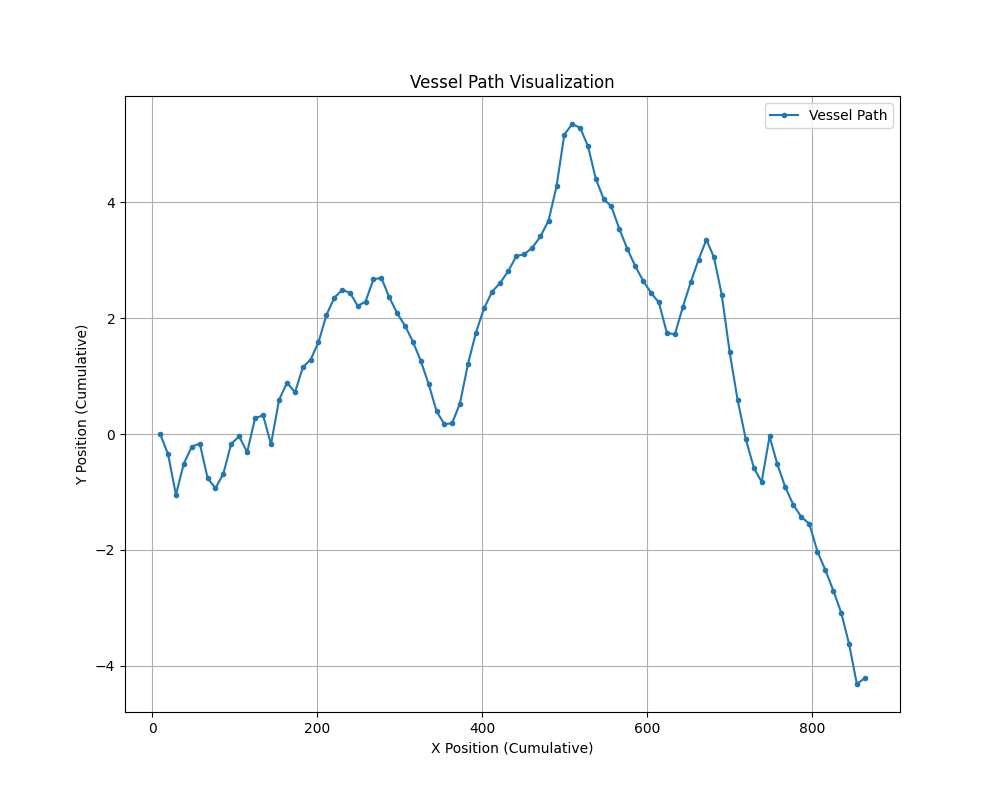 Vessel Path Visualization
Vessel Path
Y Position (Cumulative)
4
2
0
−2
−4
0 200 400 600 800
X Position (Cumulative)